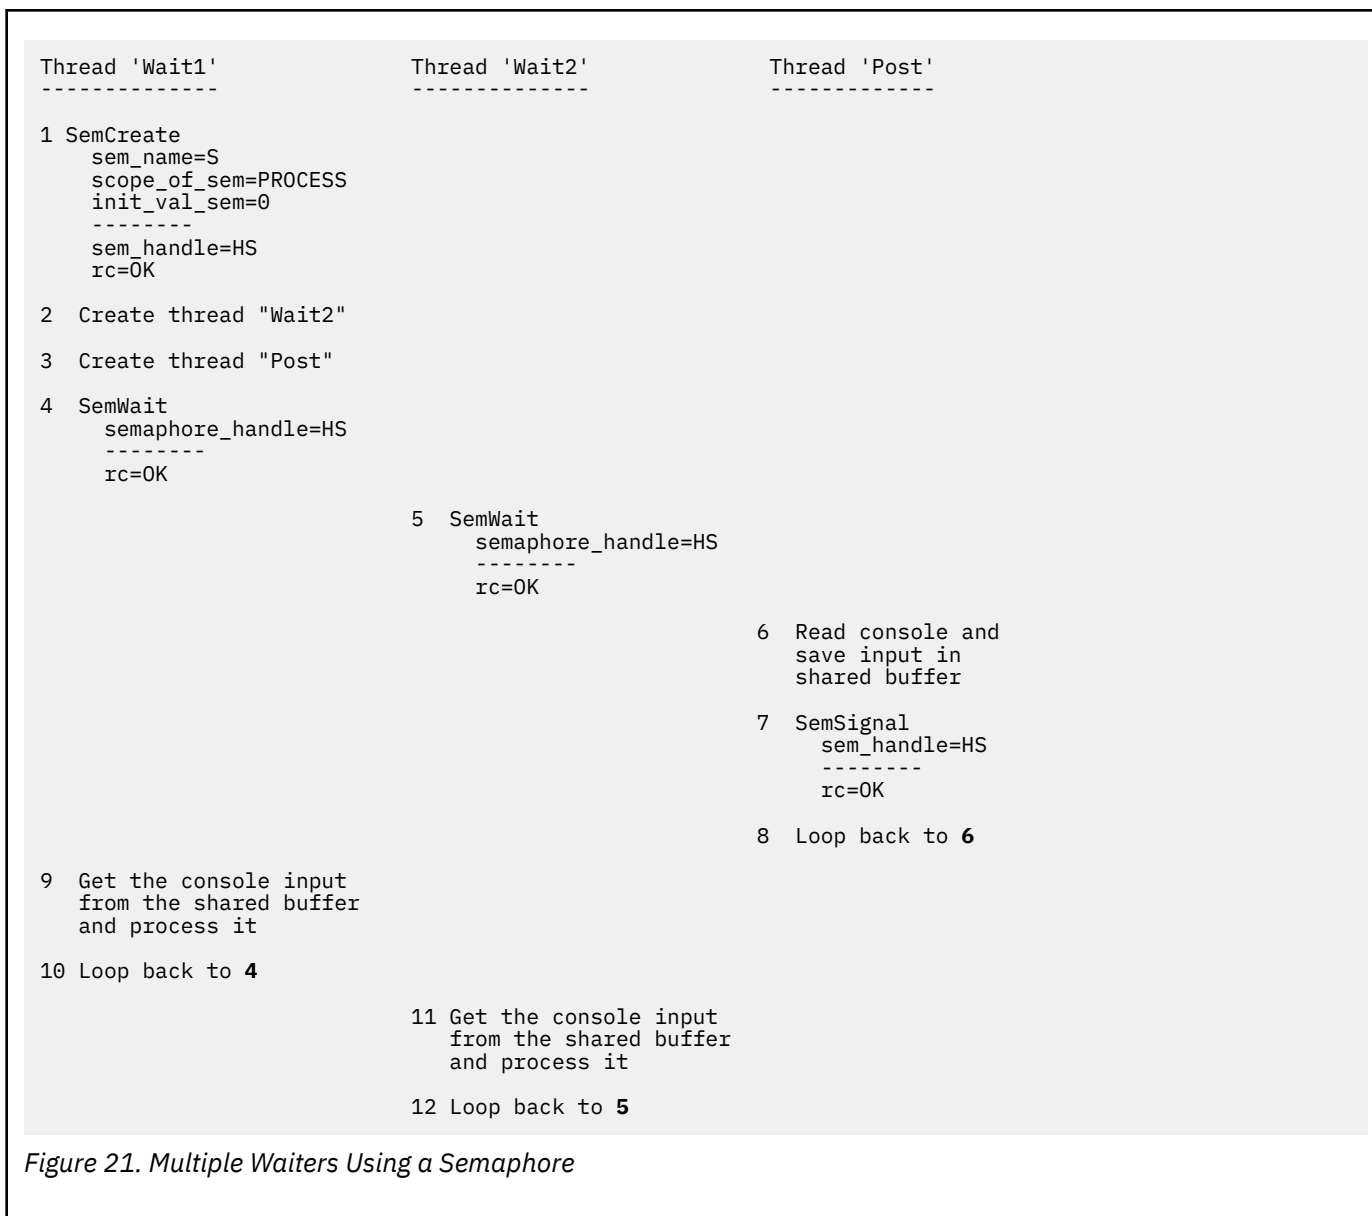 Thread 'Wait1'               Thread 'Wait2'              Thread 'Post'
--------------               --------------              -------------
1 SemCreate
    sem_name=S
    scope_of_sem=PROCESS
    init_val_sem=0
    --------
    sem_handle=HS
    rc=OK
2  Create thread "Wait2"
3  Create thread "Post"
4  SemWait
     semaphore_handle=HS
     --------
     rc=OK
5  SemWait
     semaphore_handle=HS
     --------
     rc=OK
6  Read console and
   save input in
   shared buffer
7  SemSignal
     sem_handle=HS
     --------
     rc=OK
8  Loop back to 6
9  Get the console input
   from the shared buffer
   and process it
10 Loop back to 4
11 Get the console input
   from the shared buffer
   and process it
12 Loop back to 5
Figure 21. Multiple Waiters Using a Semaphore